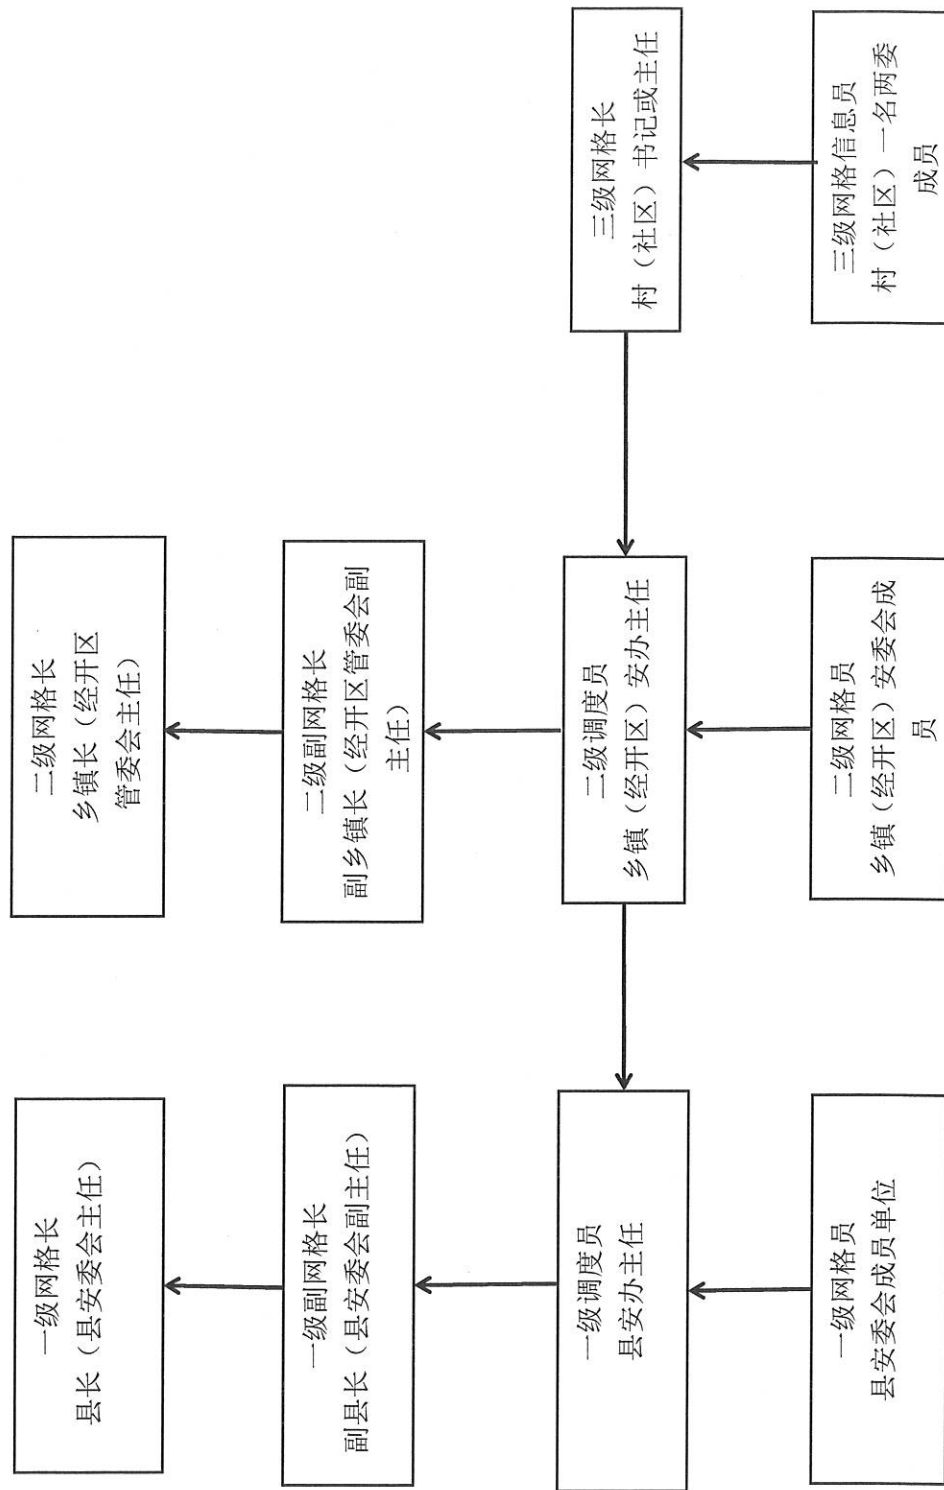 一级网格长
县长（县安委会主任）
二级网格长
乡镇长（经开区
管委会主任）
一级副网格长
副县长（县安委会副主任）
二级副网格长
副乡镇长（经开区管委会副
主任）
一级调度员
县安办主任
二级调度员
乡镇（经开区）安办主任
三级网格长
村（社区）书记或主任
一级网格员
县安委会成员单位
二级网格员
乡镇（经开区）安委会成
员
三级网格信息员
村（社区）一名两委
成员